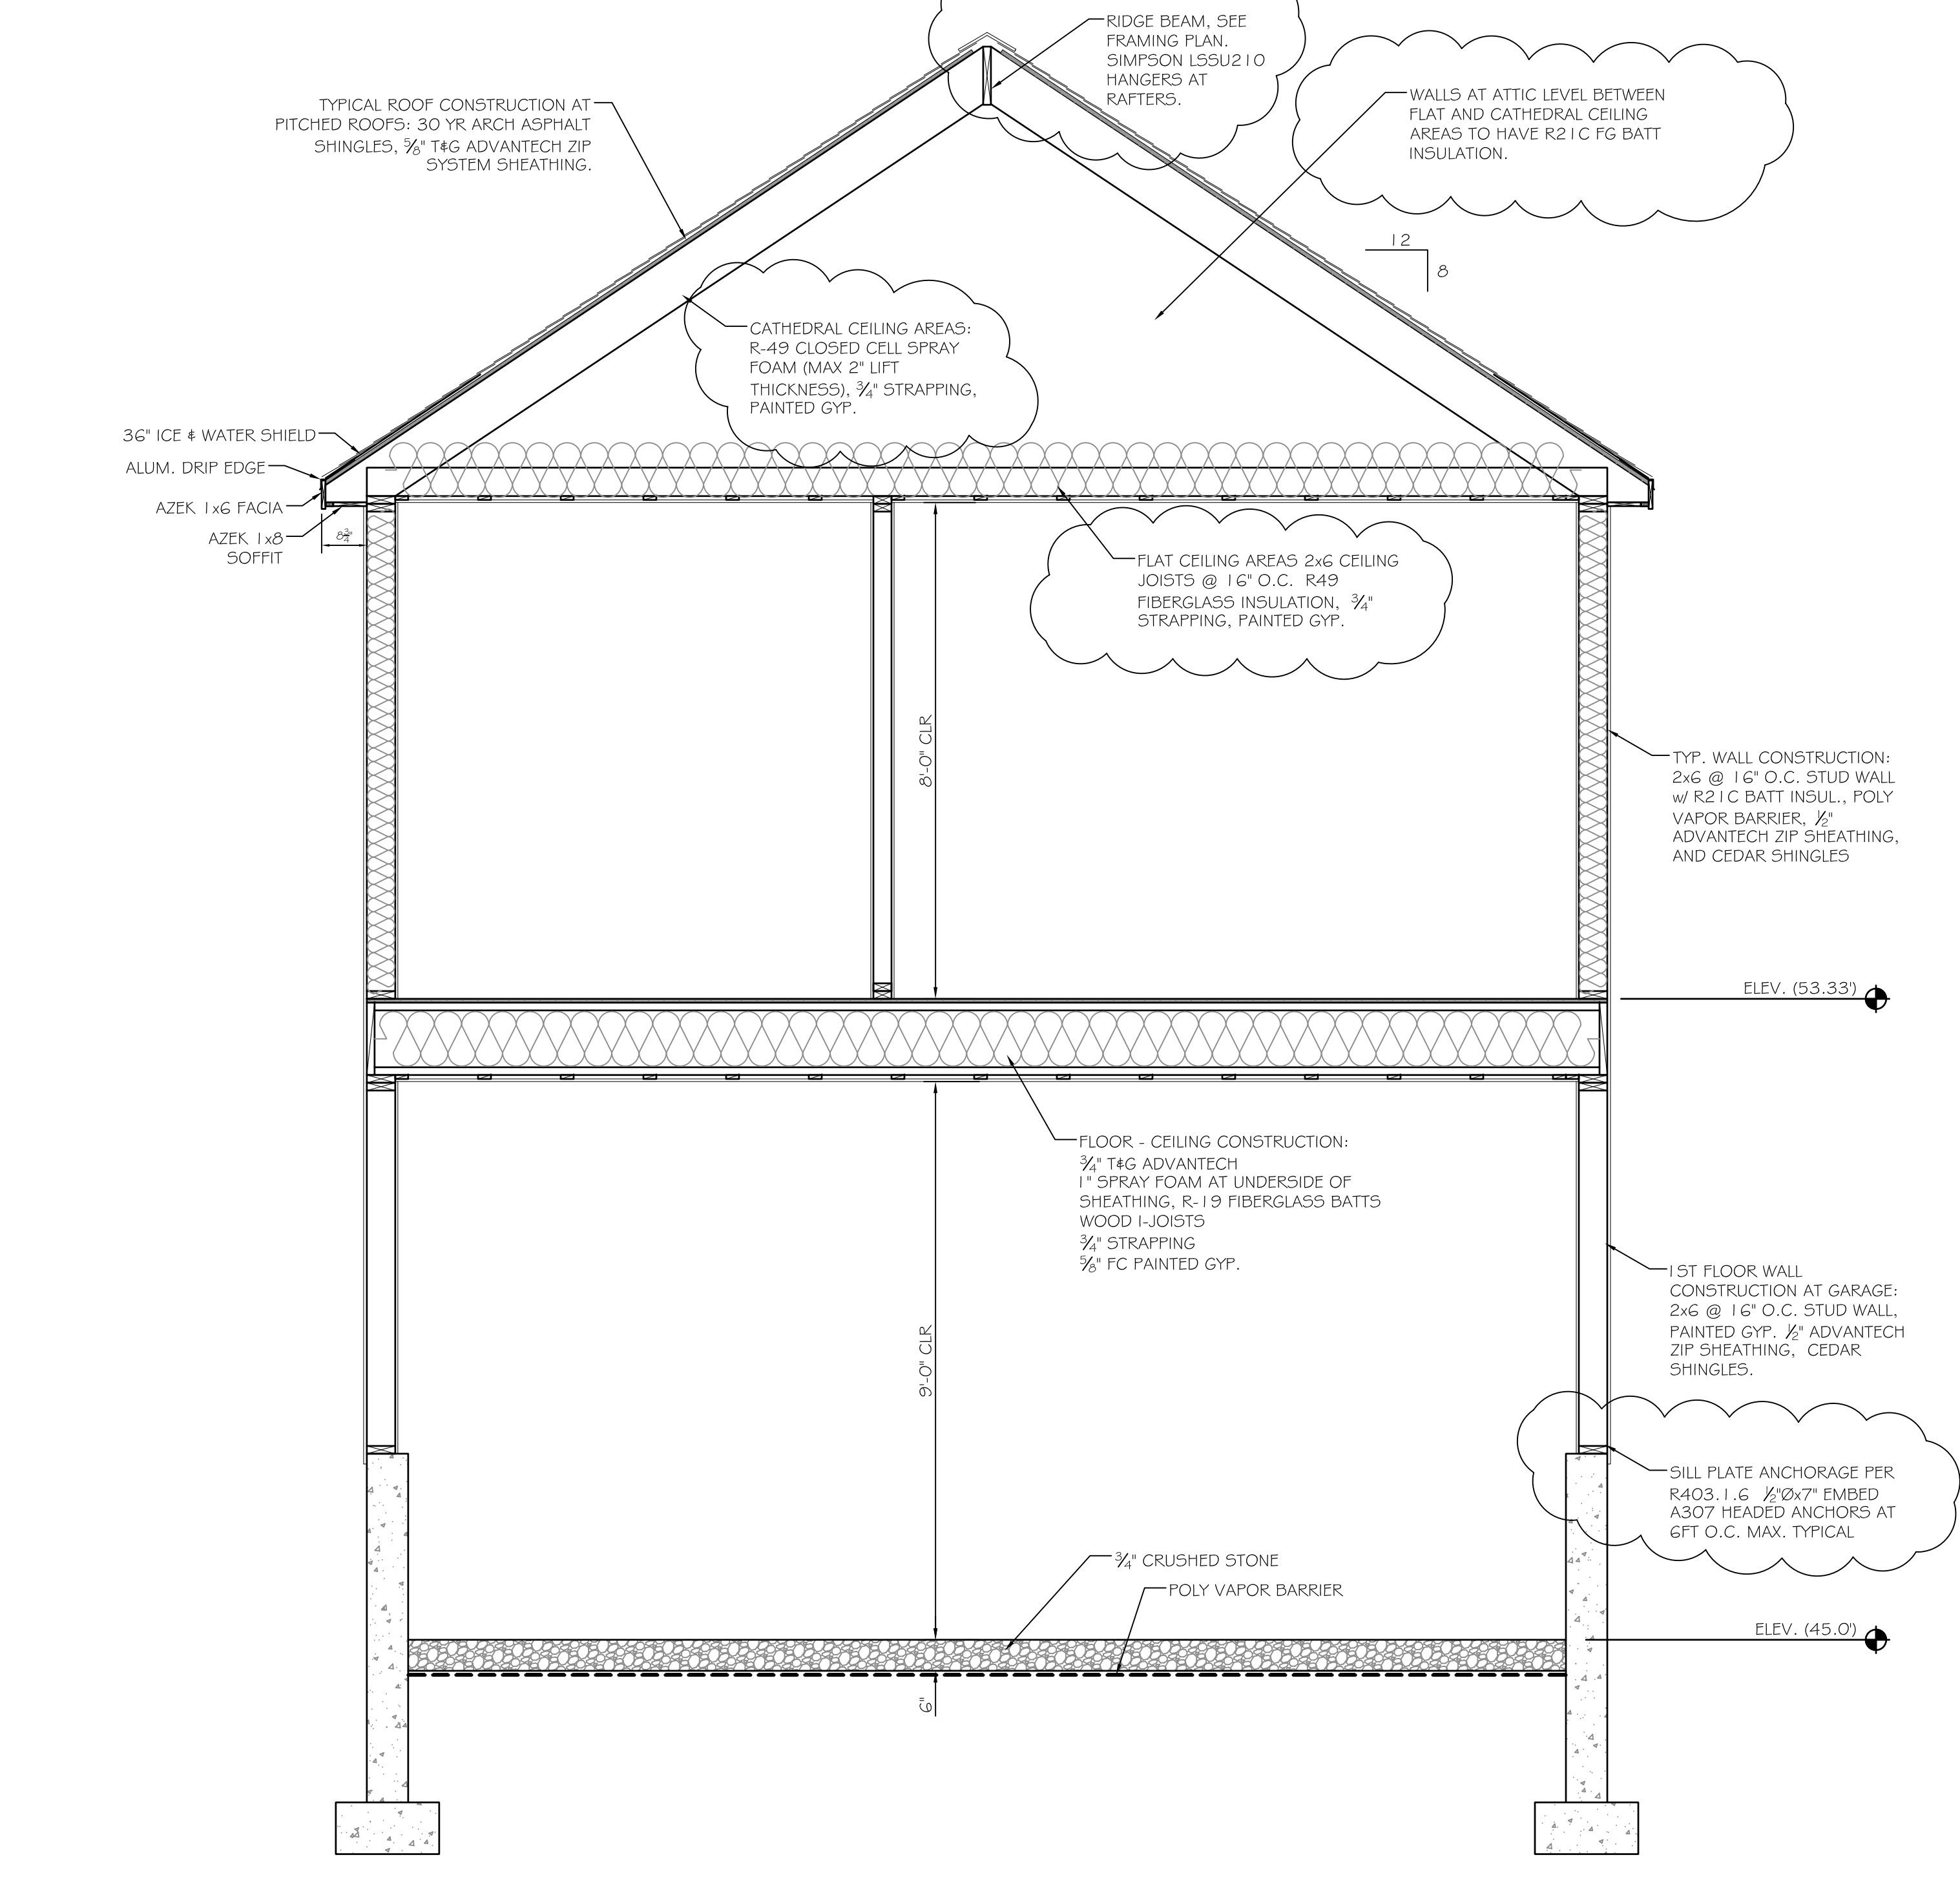 RIDGE BEAM, SEE
FRAMING PLAN.
SIMPSON LSSU210
HANGERS AT
RAFTERS.
TYPICAL ROOF CONSTRUCTION AT
PITCHED ROOFS: 30 YR ARCH ASPHALT
SHINGLES, 5/8" T&G ADVANTECH ZIP
SYSTEM SHEATHING.
WALLS AT ATTIC LEVEL BETWEEN
FLAT AND CATHEDRAL CEILING
AREAS TO HAVE R21C FG BATT
INSULATION.
12
8
CATHEDRAL CEILING AREAS:
R-49 CLOSED CELL SPRAY
FOAM (MAX 2" LIFT
THICKNESS), 3/4" STRAPPING,
PAINTED GYP.
36" ICE & WATER SHIELD
ALUM. DRIP EDGE
AZEK 1x6 FACIA
AZEK 1x8
SOFFIT
8 3/4"
FLAT CEILING AREAS 2x6 CEILING
JOISTS @ 16" O.C. R49
FIBERGLASS INSULATION, 3/4"
STRAPPING, PAINTED GYP.
8'-0" CLR
TYP. WALL CONSTRUCTION:
2x6 @ 16" O.C. STUD WALL
w/ R21C BATT INSUL., POLY
VAPOR BARRIER, 1/2"
ADVANTECH ZIP SHEATHING,
AND CEDAR SHINGLES
ELEV. (53.33')
FLOOR - CEILING CONSTRUCTION:
3/4" T&G ADVANTECH
1" SPRAY FOAM AT UNDERSIDE OF
SHEATHING, R-19 FIBERGLASS BATTS
WOOD I-JOISTS
3/4" STRAPPING
5/8" FC PAINTED GYP.
9'-0" CLR
1ST FLOOR WALL
CONSTRUCTION AT GARAGE:
2x6 @ 16" O.C. STUD WALL,
PAINTED GYP. 1/2" ADVANTECH
ZIP SHEATHING, CEDAR
SHINGLES.
SILL PLATE ANCHORAGE PER
R403.1.6 1/2"Øx7" EMBED
A307 HEADED ANCHORS AT
6FT O.C. MAX. TYPICAL
3/4" CRUSHED STONE
POLY VAPOR BARRIER
ELEV. (45.0')
6"